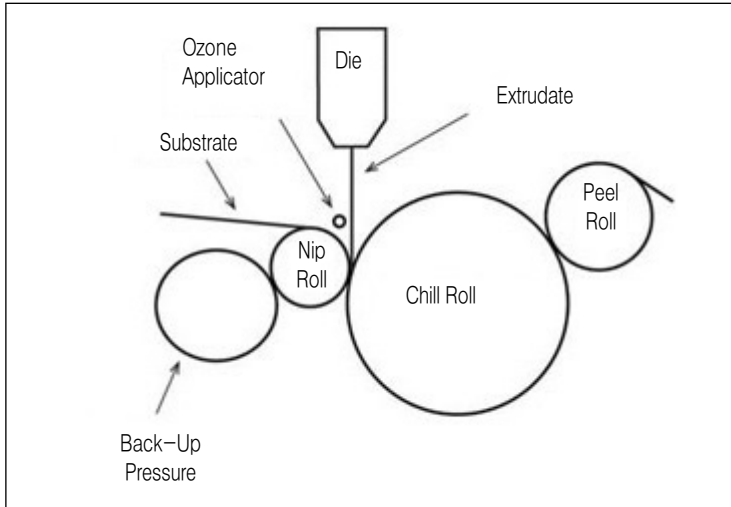 Ozone
Applicator
Die
Extrudate
Substrate
Peel
Roll
Nip
Roll
Chill Roll
Back-Up
Pressure